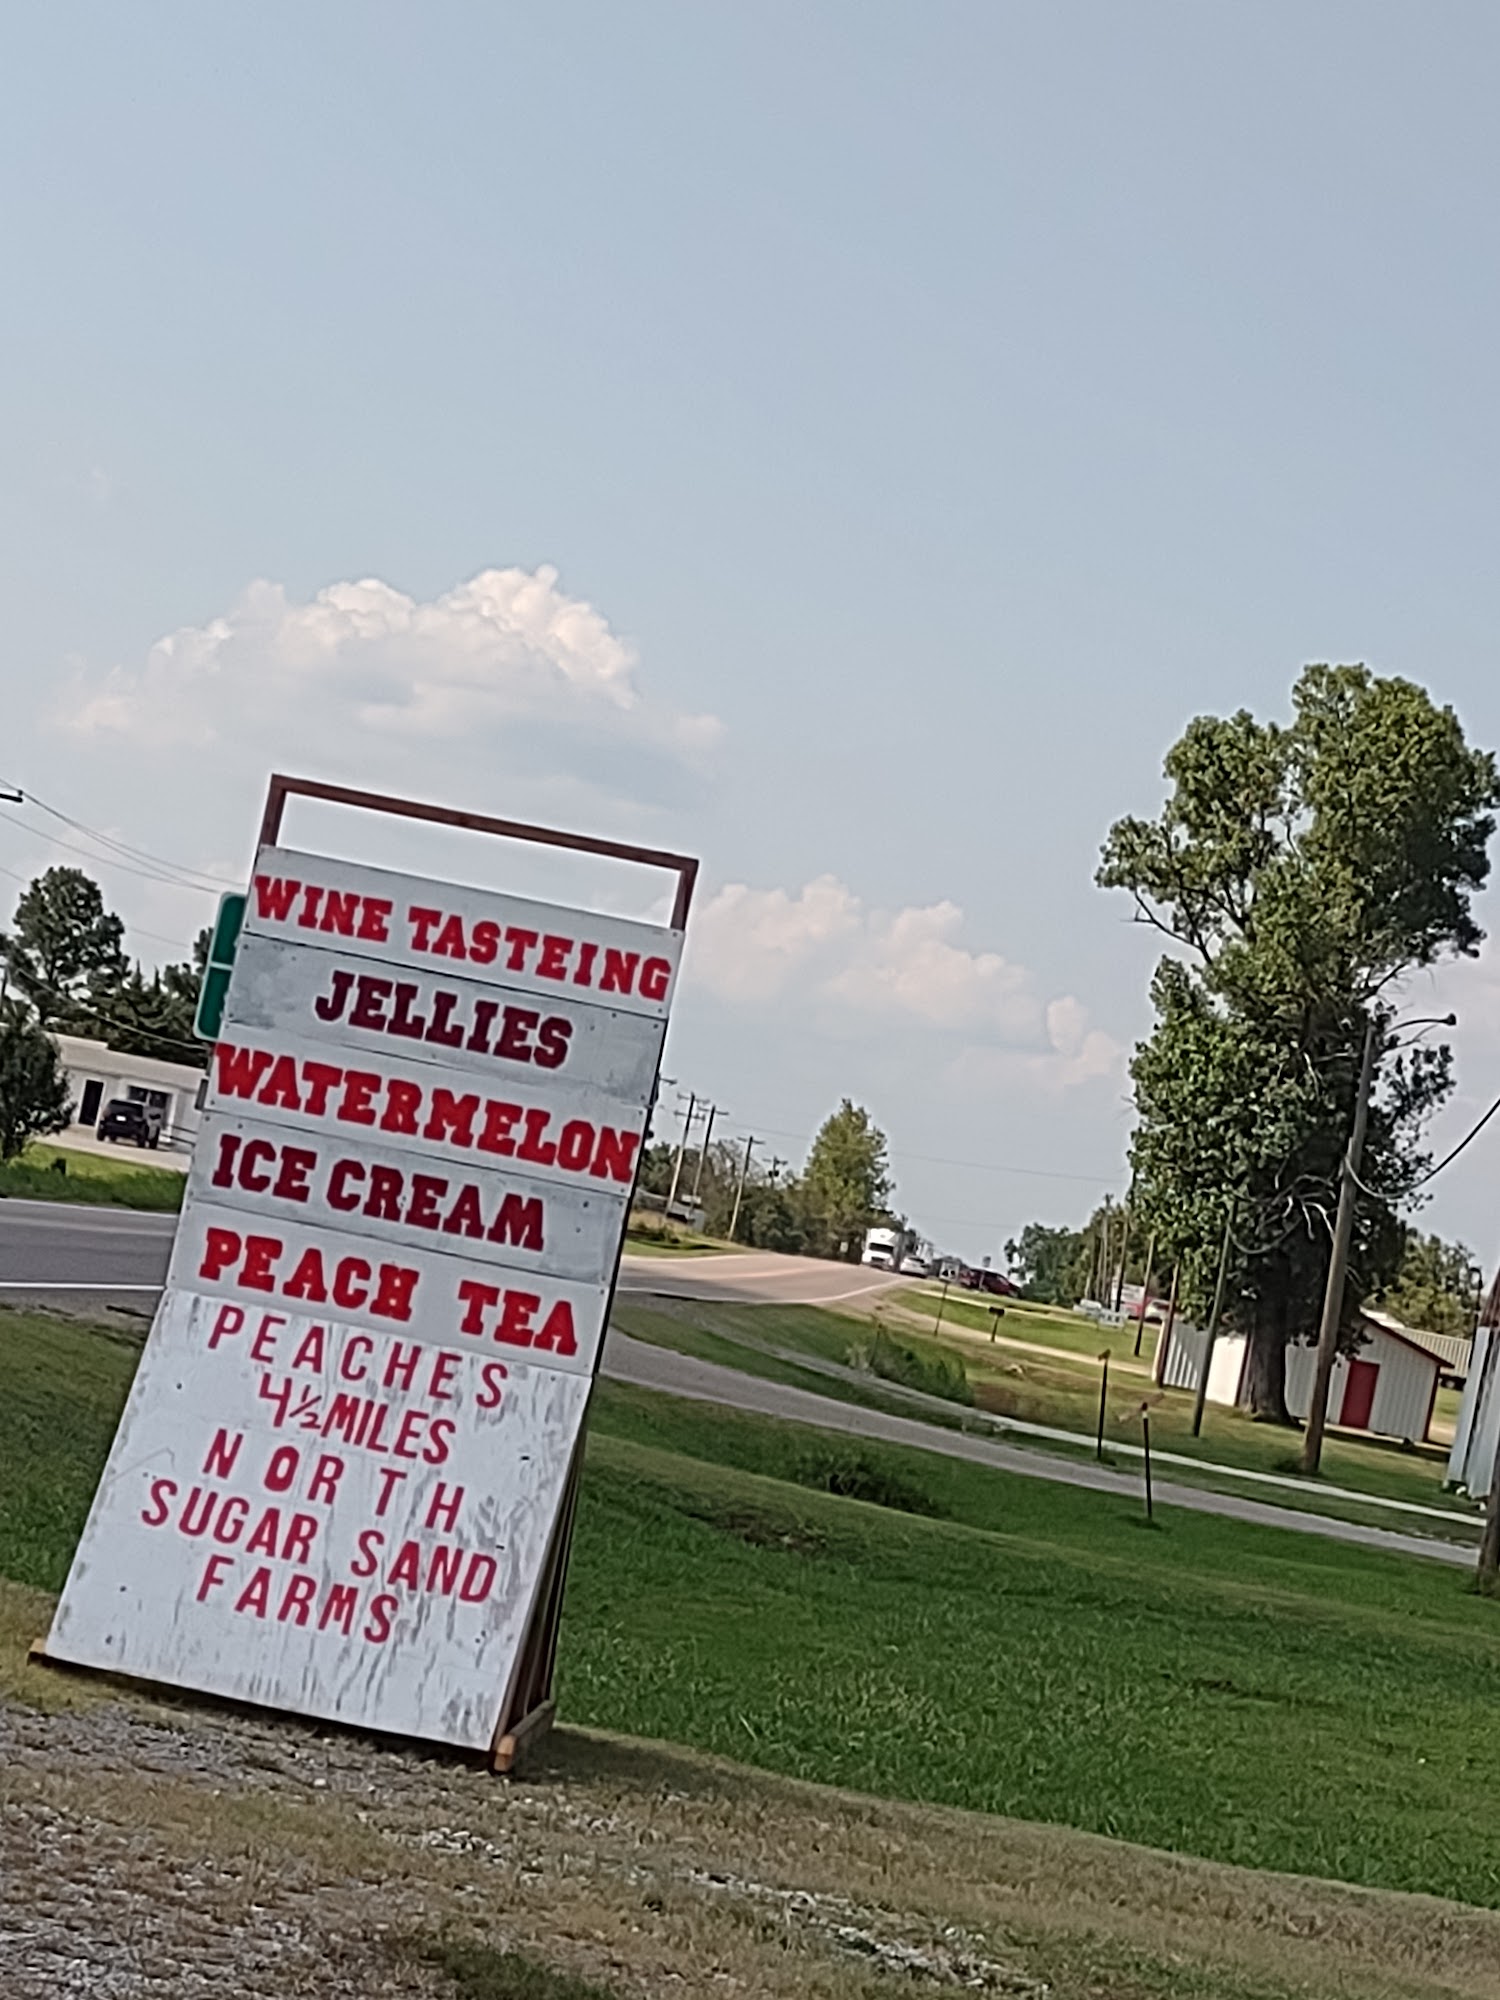 WINE TASTEING
JELLIES
WATERMELON
ICE CREAM
PEACH TEA
PEACHES
4½ MILES
NORTH
SUGAR SAND
FARMS